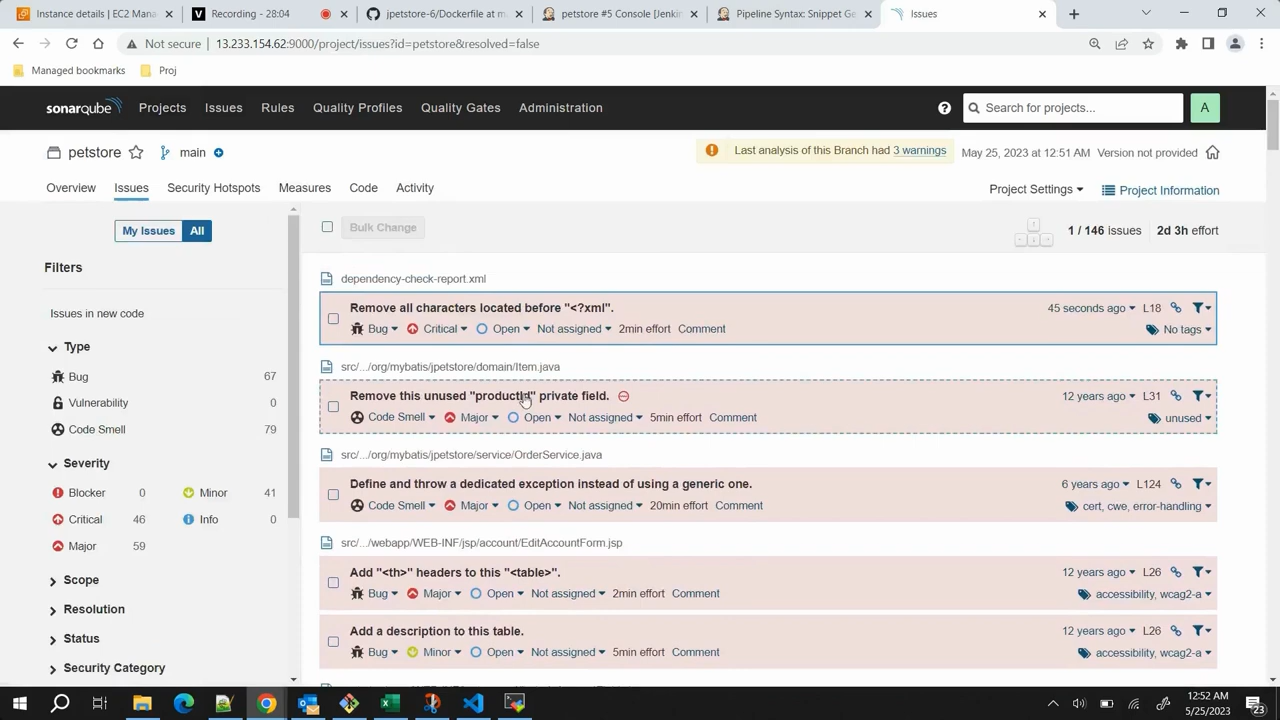 Instance details | EC2 Mana
Recording - 28:04
jpetstore-6/Dockerfile at m
petstore #5 Console [Jenkin
Pipeline Syntax: Snippet Ge
Issues
Not secure
13.233.154.62:9000/project/issues?id=petstore&resolved=false
Managed bookmarks
Proj
sonarqube
Projects
Issues
Rules
Quality Profiles
Quality Gates
Administration
Search for projects...
A
petstore
main
Last analysis of this Branch had 3 warnings
May 25, 2023 at 12:51 AM
Version not provided
Overview
Issues
Security Hotspots
Measures
Code
Activity
Project Settings
Project Information
My Issues
All
Bulk Change
1 / 146 issues
2d 3h effort
Filters
Issues in new code
Type
Bug 67
Vulnerability 0
Code Smell 79
Severity
Blocker 0
Minor 41
Critical 46
Info 0
Major 59
Scope
Resolution
Status
Security Category
dependency-check-report.xml
Remove all characters located before "<?xml".
45 seconds ago
L18
Bug
Critical
Open
Not assigned
2min effort
Comment
No tags
src/.../org/mybatis/jpetstore/domain/Item.java
Remove this unused "productId" private field.
12 years ago
L31
Code Smell
Major
Open
Not assigned
5min effort
Comment
unused
src/.../org/mybatis/jpetstore/service/OrderService.java
Define and throw a dedicated exception instead of using a generic one.
6 years ago
L124
Code Smell
Major
Open
Not assigned
20min effort
Comment
cert, cwe, error-handling
src/.../webapp/WEB-INF/jsp/account/EditAccountForm.jsp
Add "<th>" headers to this "<table>".
12 years ago
L26
Bug
Major
Open
Not assigned
2min effort
Comment
accessibility, wcag2-a
Add a description to this table.
12 years ago
L26
Bug
Minor
Open
Not assigned
5min effort
Comment
accessibility, wcag2-a
12:52 AM
5/25/2023
23